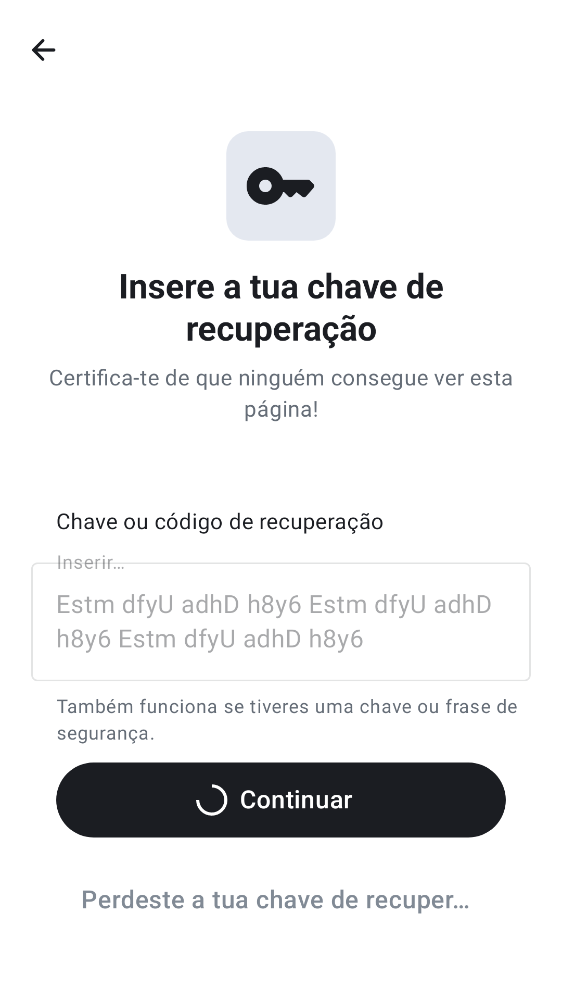 Insere a tua chave de
recuperação
Certifica-te de que ninguém consegue ver esta
página!
Chave ou código de recuperação
Inserir…
Estm dfyU adhD h8y6 Estm dfyU adhD
h8y6 Estm dfyU adhD h8y6
Também funciona se tiveres uma chave ou frase de
segurança.
Continuar
Perdeste a tua chave de recuper…